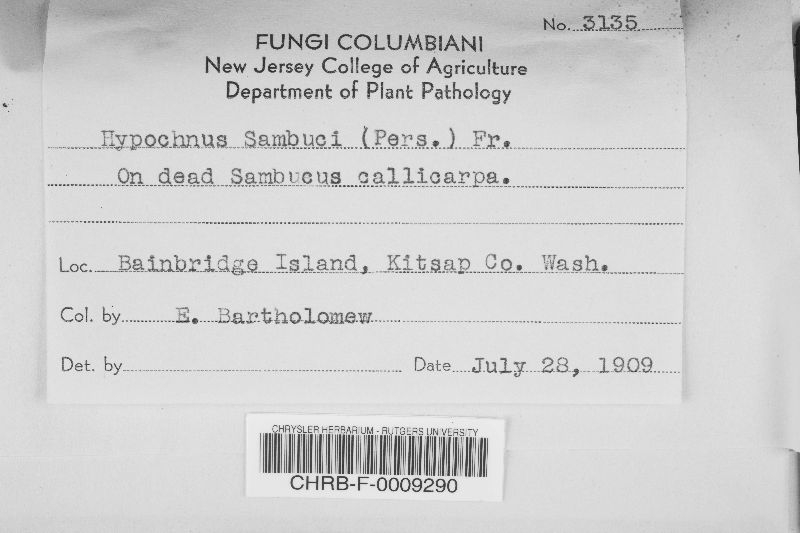 No. 3135
FUNGI COLUMBIANI
New Jersey College of Agriculture
Department of Plant Pathology
Hypochnus Sambuci (Pers.) Fr.
On dead Sambucus callicarpa.
Loc. Bainbridge Island, Kitsap Co. Wash.
Col. by E. Bartholomew
Det. by Date July 28, 1909
CHRYSLER HERBARIUM - RUTGERS UNIVERSITY
CHRB-F-0009290